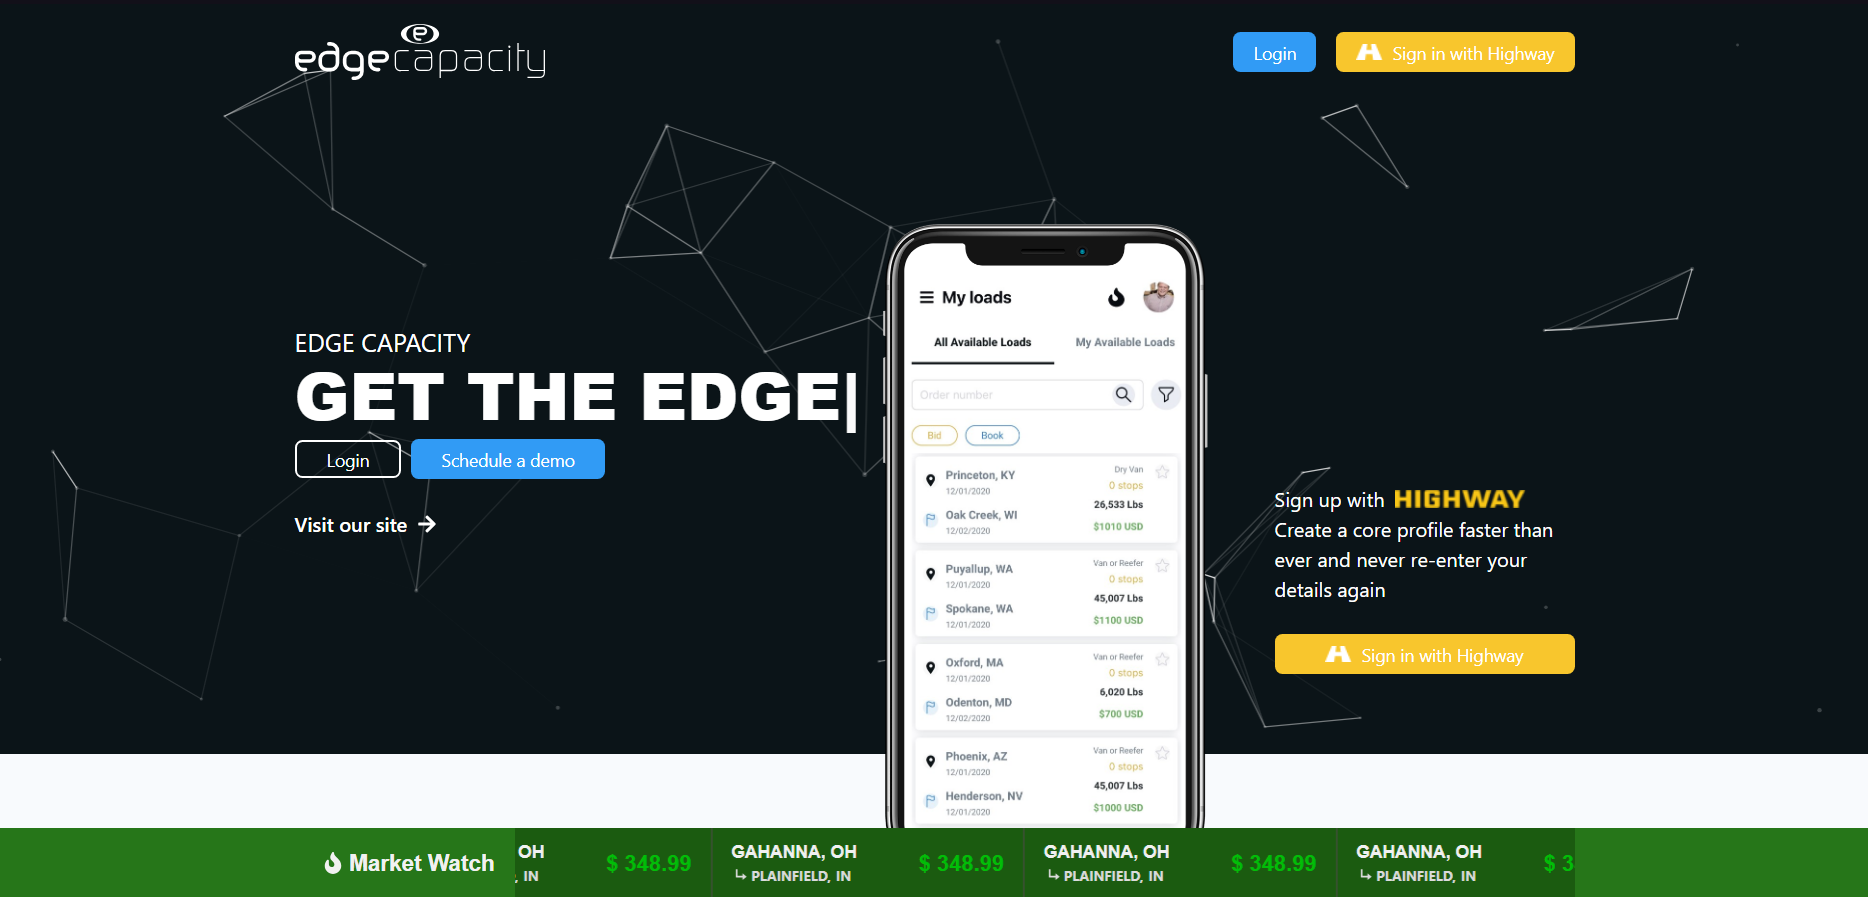 edge capacity
Login
Sign in with Highway
EDGE CAPACITY
GET THE EDGE|
Login
Schedule a demo
Visit our site
My loads
All Available Loads
My Available Loads
Order number
Bid
Book
Princeton, KY
Dry Van
12/01/2020
0 stops
26,533 Lbs
Oak Creek, WI
12/02/2020
$1010 USD
Puyallup, WA
Van or Reefer
12/01/2020
0 stops
45,007 Lbs
Spokane, WA
12/01/2020
$1100 USD
Oxford, MA
Van or Reefer
12/01/2020
0 stops
6,020 Lbs
Odenton, MD
12/02/2020
$700 USD
Phoenix, AZ
Van or Reefer
12/01/2020
0 stops
45,007 Lbs
Henderson, NV
12/01/2020
$1000 USD
Sign up with HIGHWAY
Create a core profile faster than
ever and never re-enter your
details again
Sign in with Highway
Market Watch
OH
, IN
$ 348.99
GAHANNA, OH
PLAINFIELD, IN
$ 348.99
GAHANNA, OH
PLAINFIELD, IN
$ 348.99
GAHANNA, OH
PLAINFIELD, IN
$ 3